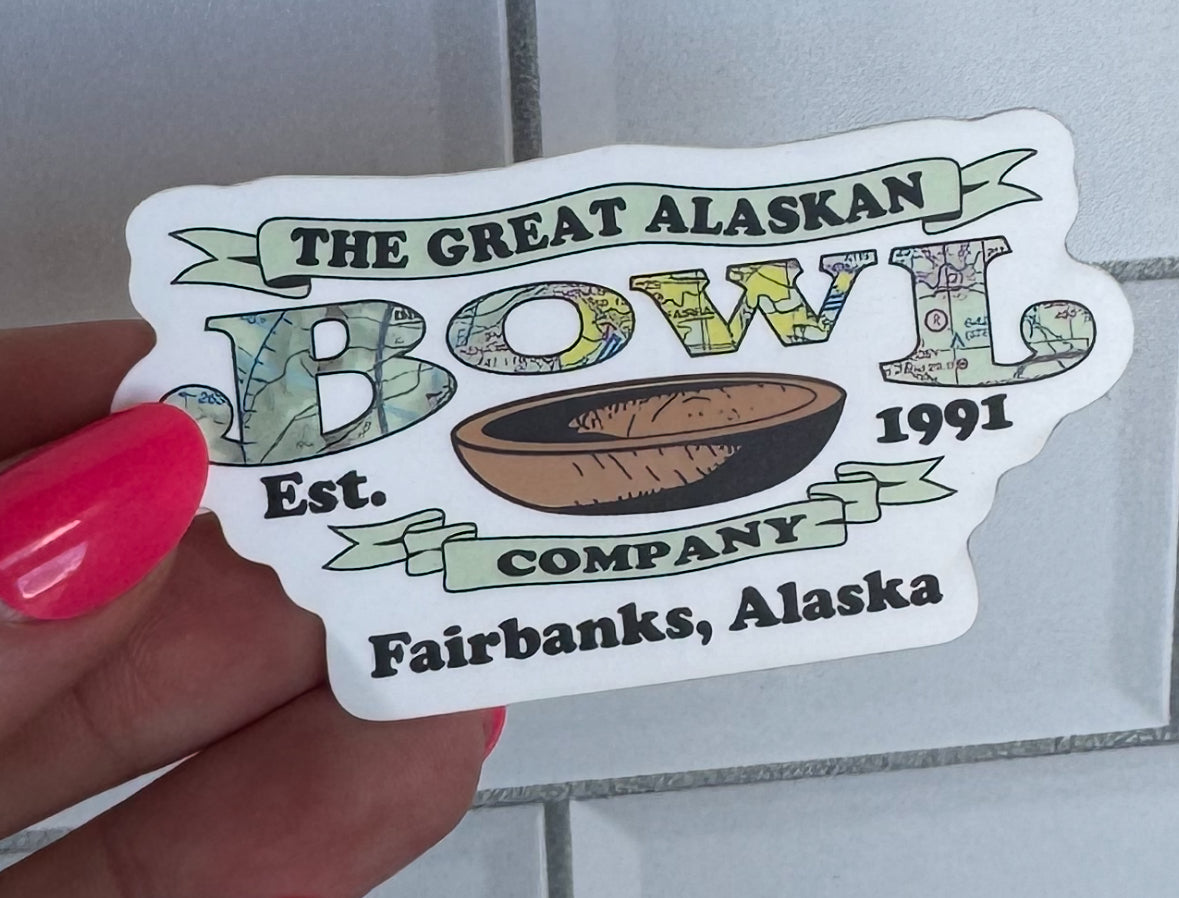 THE GREAT ALASKAN
BOWL
Est. 1991
COMPANY
Fairbanks, Alaska